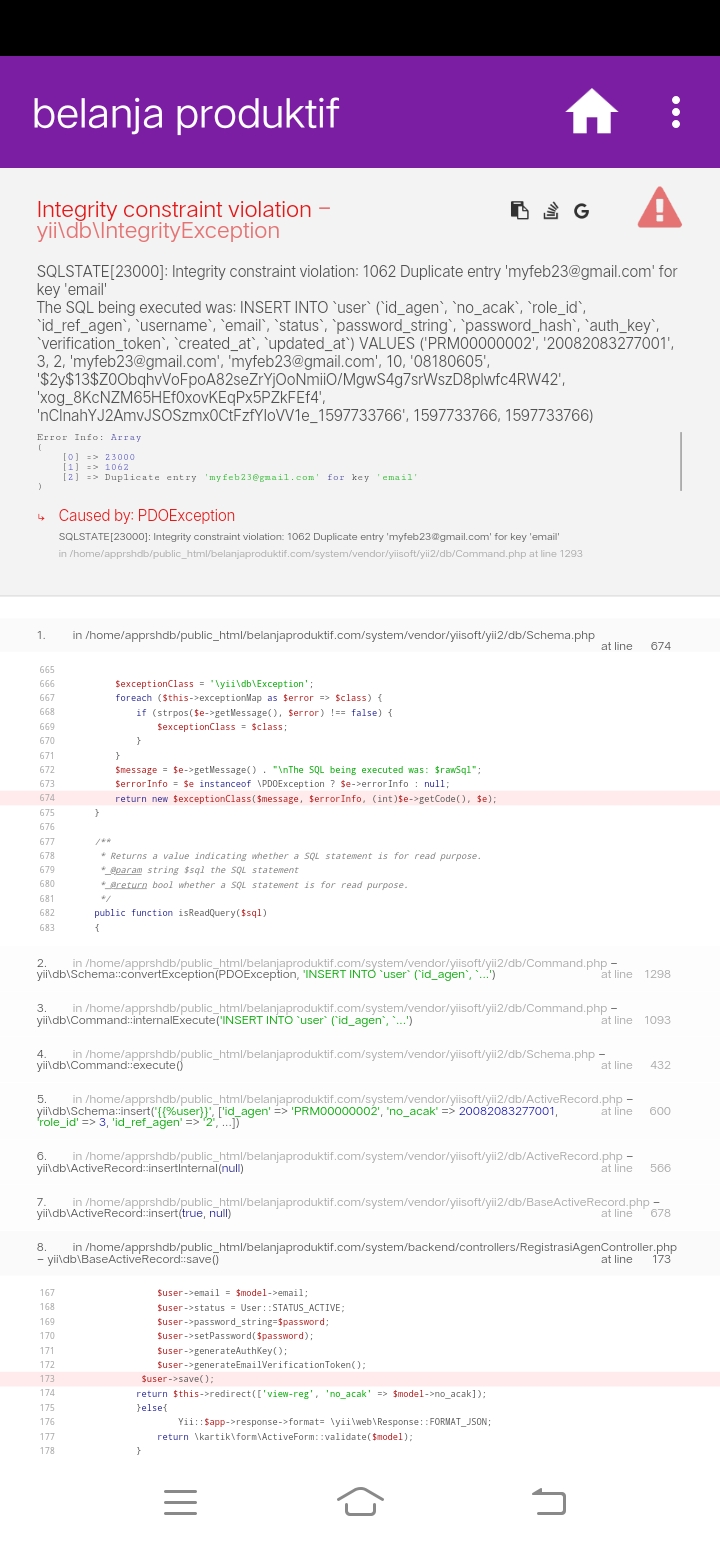 belanja produktif
Integrity constraint violation –
yii\db\IntegrityException
SQLSTATE[23000]: Integrity constraint violation: 1062 Duplicate entry 'myfeb23@gmail.com' for
key 'email'
The SQL being executed was: INSERT INTO `user` (`id_agen`, `no_acak`, `role_id`,
`id_ref_agen`, `username`, `email`, `status`, `password_string`, `password_hash`, `auth_key`,
`verification_token`, `created_at`, `updated_at`) VALUES ('PRM00000002', '20082083277001',
3, 2, 'myfeb23@gmail.com', 'myfeb23@gmail.com', 10, '08180605',
'$2y$13$Z0ObqhvVoFpoA82seZrYjOoNmiiO/MgwS4g7srWszD8plwfc4RW42',
'xog_8KcNZM65HEf0xovKEqPx5PZkFEf4',
'nClnahYJ2AmvJSOSzmx0CtFzfYIoVV1e_1597733766', 1597733766, 1597733766)
Error Info: Array
(
[0] => 23000
[1] => 1062
[2] => Duplicate entry 'myfeb23@gmail.com' for key 'email'
)
↳ Caused by: PDOException
SQLSTATE[23000]: Integrity constraint violation: 1062 Duplicate entry 'myfeb23@gmail.com' for key 'email'
in /home/apprshdb/public_html/belanjaproduktif.com/system/vendor/yiisoft/yii2/db/Command.php at line 1293
1. in /home/apprshdb/public_html/belanjaproduktif.com/system/vendor/yiisoft/yii2/db/Schema.php
at line 674
665
666 $exceptionClass = '\yii\db\Exception';
667 foreach ($this->exceptionMap as $error => $class) {
668 if (strpos($e->getMessage(), $error) !== false) {
669 $exceptionClass = $class;
670 }
671 }
672 $message = $e->getMessage() . "\nThe SQL being executed was: $rawSql";
673 $errorInfo = $e instanceof \PDOException ? $e->errorInfo : null;
674 return new $exceptionClass($message, $errorInfo, (int)$e->getCode(), $e);
675 }
676
677 /**
678 * Returns a value indicating whether a SQL statement is for read purpose.
679 * @param string $sql the SQL statement
680 * @return bool whether a SQL statement is for read purpose.
681 */
682 public function isReadQuery($sql)
683 {
2. in /home/apprshdb/public_html/belanjaproduktif.com/system/vendor/yiisoft/yii2/db/Command.php –
yii\db\Schema::convertException(PDOException, 'INSERT INTO `user` (`id_agen`, `...') at line 1298
3. in /home/apprshdb/public_html/belanjaproduktif.com/system/vendor/yiisoft/yii2/db/Command.php –
yii\db\Command::internalExecute('INSERT INTO `user` (`id_agen`, `...') at line 1093
4. in /home/apprshdb/public_html/belanjaproduktif.com/system/vendor/yiisoft/yii2/db/Schema.php –
yii\db\Command::execute() at line 432
5. in /home/apprshdb/public_html/belanjaproduktif.com/system/vendor/yiisoft/yii2/db/ActiveRecord.php –
yii\db\Schema::insert('{{%user}}', ['id_agen' => 'PRM00000002', 'no_acak' => 20082083277001, at line 600
'role_id' => 3, 'id_ref_agen' => '2', ...])
6. in /home/apprshdb/public_html/belanjaproduktif.com/system/vendor/yiisoft/yii2/db/ActiveRecord.php –
yii\db\ActiveRecord::insertInternal(null) at line 566
7. in /home/apprshdb/public_html/belanjaproduktif.com/system/vendor/yiisoft/yii2/db/BaseActiveRecord.php –
yii\db\ActiveRecord::insert(true, null) at line 678
8. in /home/apprshdb/public_html/belanjaproduktif.com/system/backend/controllers/RegistrasiAgenController.php
– yii\db\BaseActiveRecord::save() at line 173
167 $user->email = $model->email;
168 $user->status = User::STATUS_ACTIVE;
169 $user->password_string=$password;
170 $user->setPassword($password);
171 $user->generateAuthKey();
172 $user->generateEmailVerificationToken();
173 $user->save();
174 return $this->redirect(['view-reg', 'no_acak' => $model->no_acak]);
175 }else{
176 Yii::$app->response->format= \yii\web\Response::FORMAT_JSON;
177 return \kartik\form\ActiveForm::validate($model);
178 }